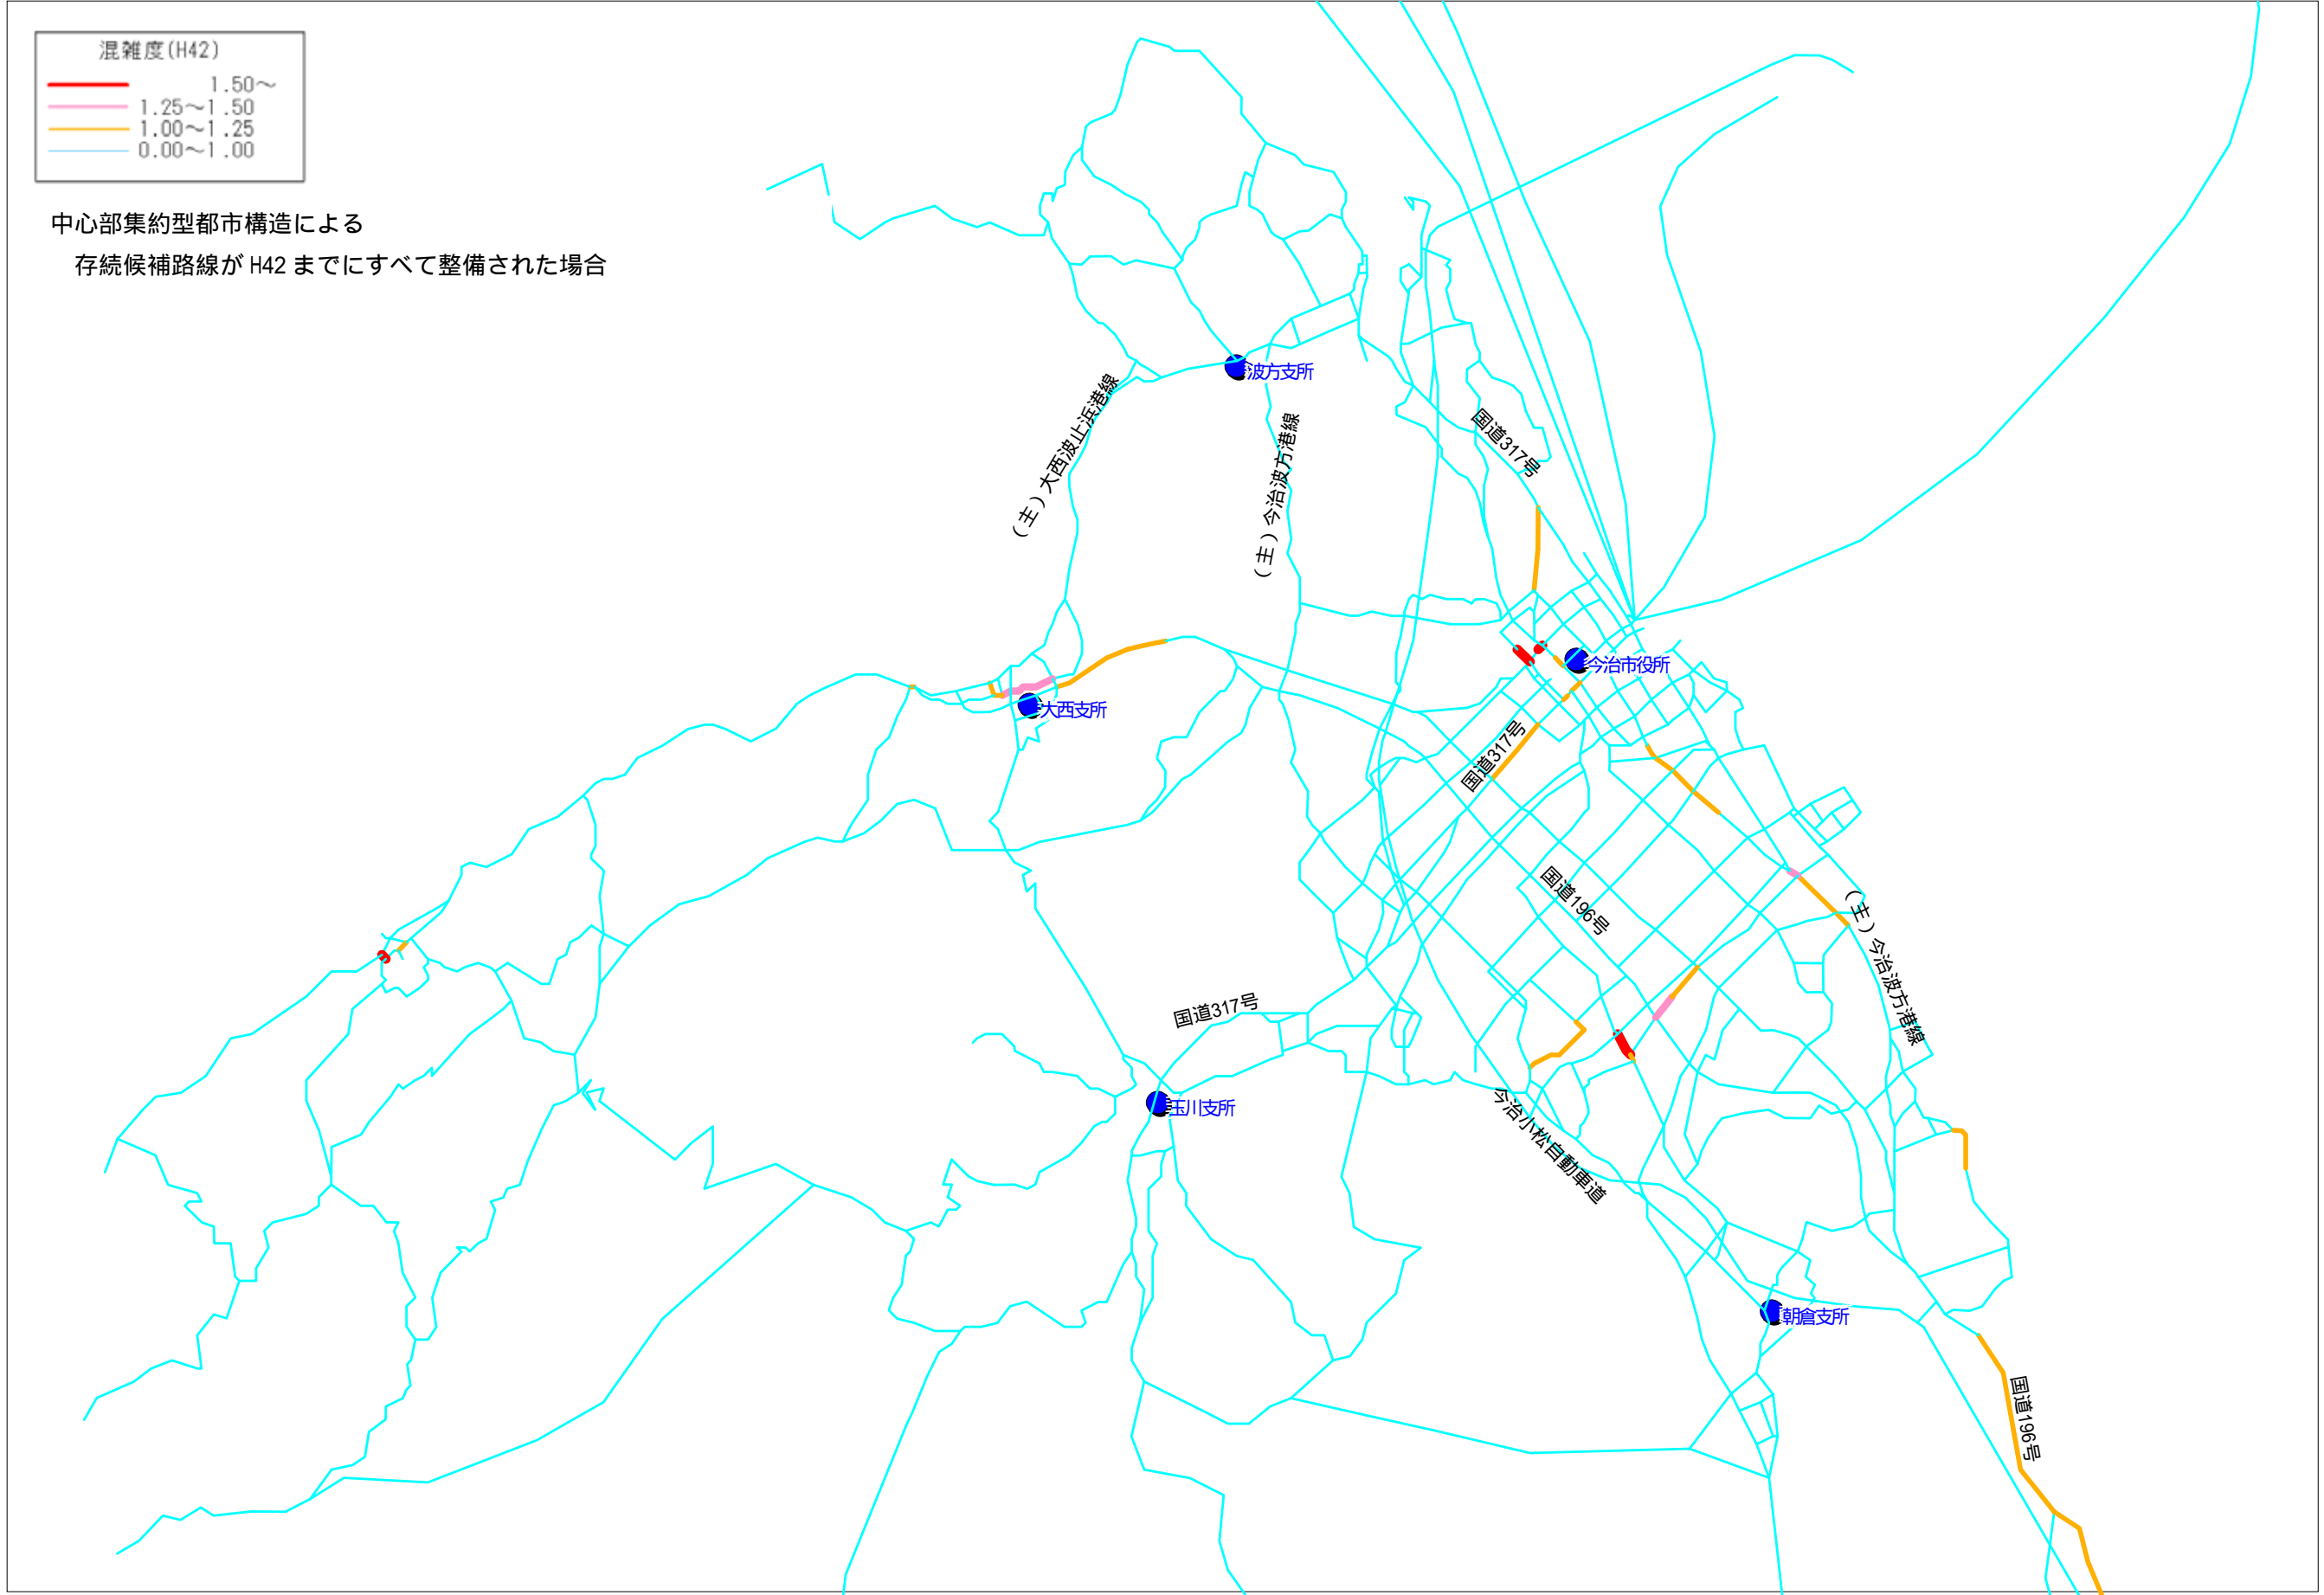 混雑度(H42)
1.50～
1.25～1.50
1.00～1.25
0.00～1.00
中心部集約型都市構造による
存続候補路線が H42 までにすべて整備された場合
波方支所
(主)大西波止浜港線
(主)今治波方港線
国道317号
今治市役所
大西支所
国道317号
国道196号
(主)今治波方港線
国道317号
玉川支所
今治小松自動車道
朝倉支所
国道196号